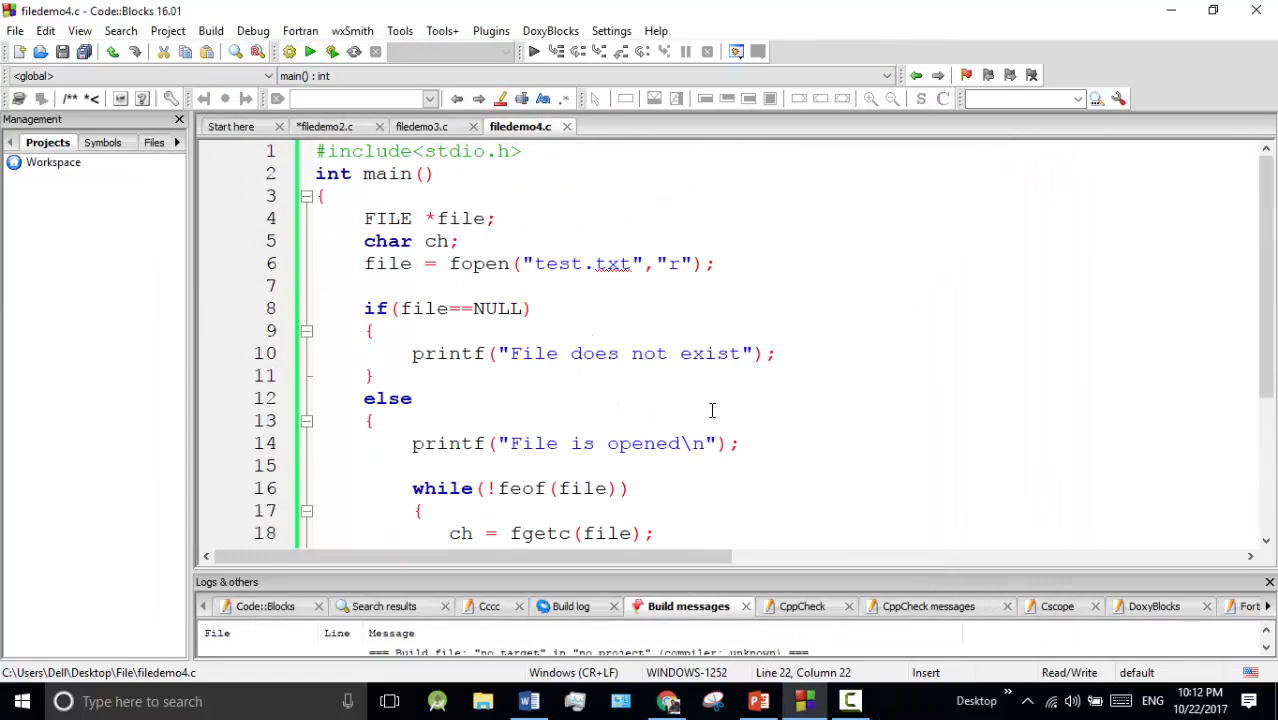 filedemo4.c - Code::Blocks 16.01
File Edit View Search Project Build Debug Fortran wxSmith Tools Tools+ Plugins DoxyBlocks Settings Help
<global> main() : int
/** *< .* S C
Management
Start here *filedemo2.c filedemo3.c filedemo4.c
Projects Symbols Files
Workspace
1 #include<stdio.h>
2 int main()
3 {
4 FILE *file;
5 char ch;
6 file = fopen("test.txt","r");
7
8 if(file==NULL)
9 {
10 printf("File does not exist");
11 }
12 else
13 {
14 printf("File is opened\n");
15
16 while(!feof(file))
17 {
18 ch = fgetc(file);
Logs & others
Code::Blocks Search results Cccc Build log Build messages CppCheck CppCheck messages Cscope DoxyBlocks Fort
File Line Message
=== Build file: "no target" in "no project" (compiler: unknown) ===
C:\Users\Dell\Desktop\File\filedemo4.c Windows (CR+LF) WINDOWS-1252 Line 22, Column 22 Insert Read/Write default
Type here to search Desktop ENG 10:12 PM
10/22/2017